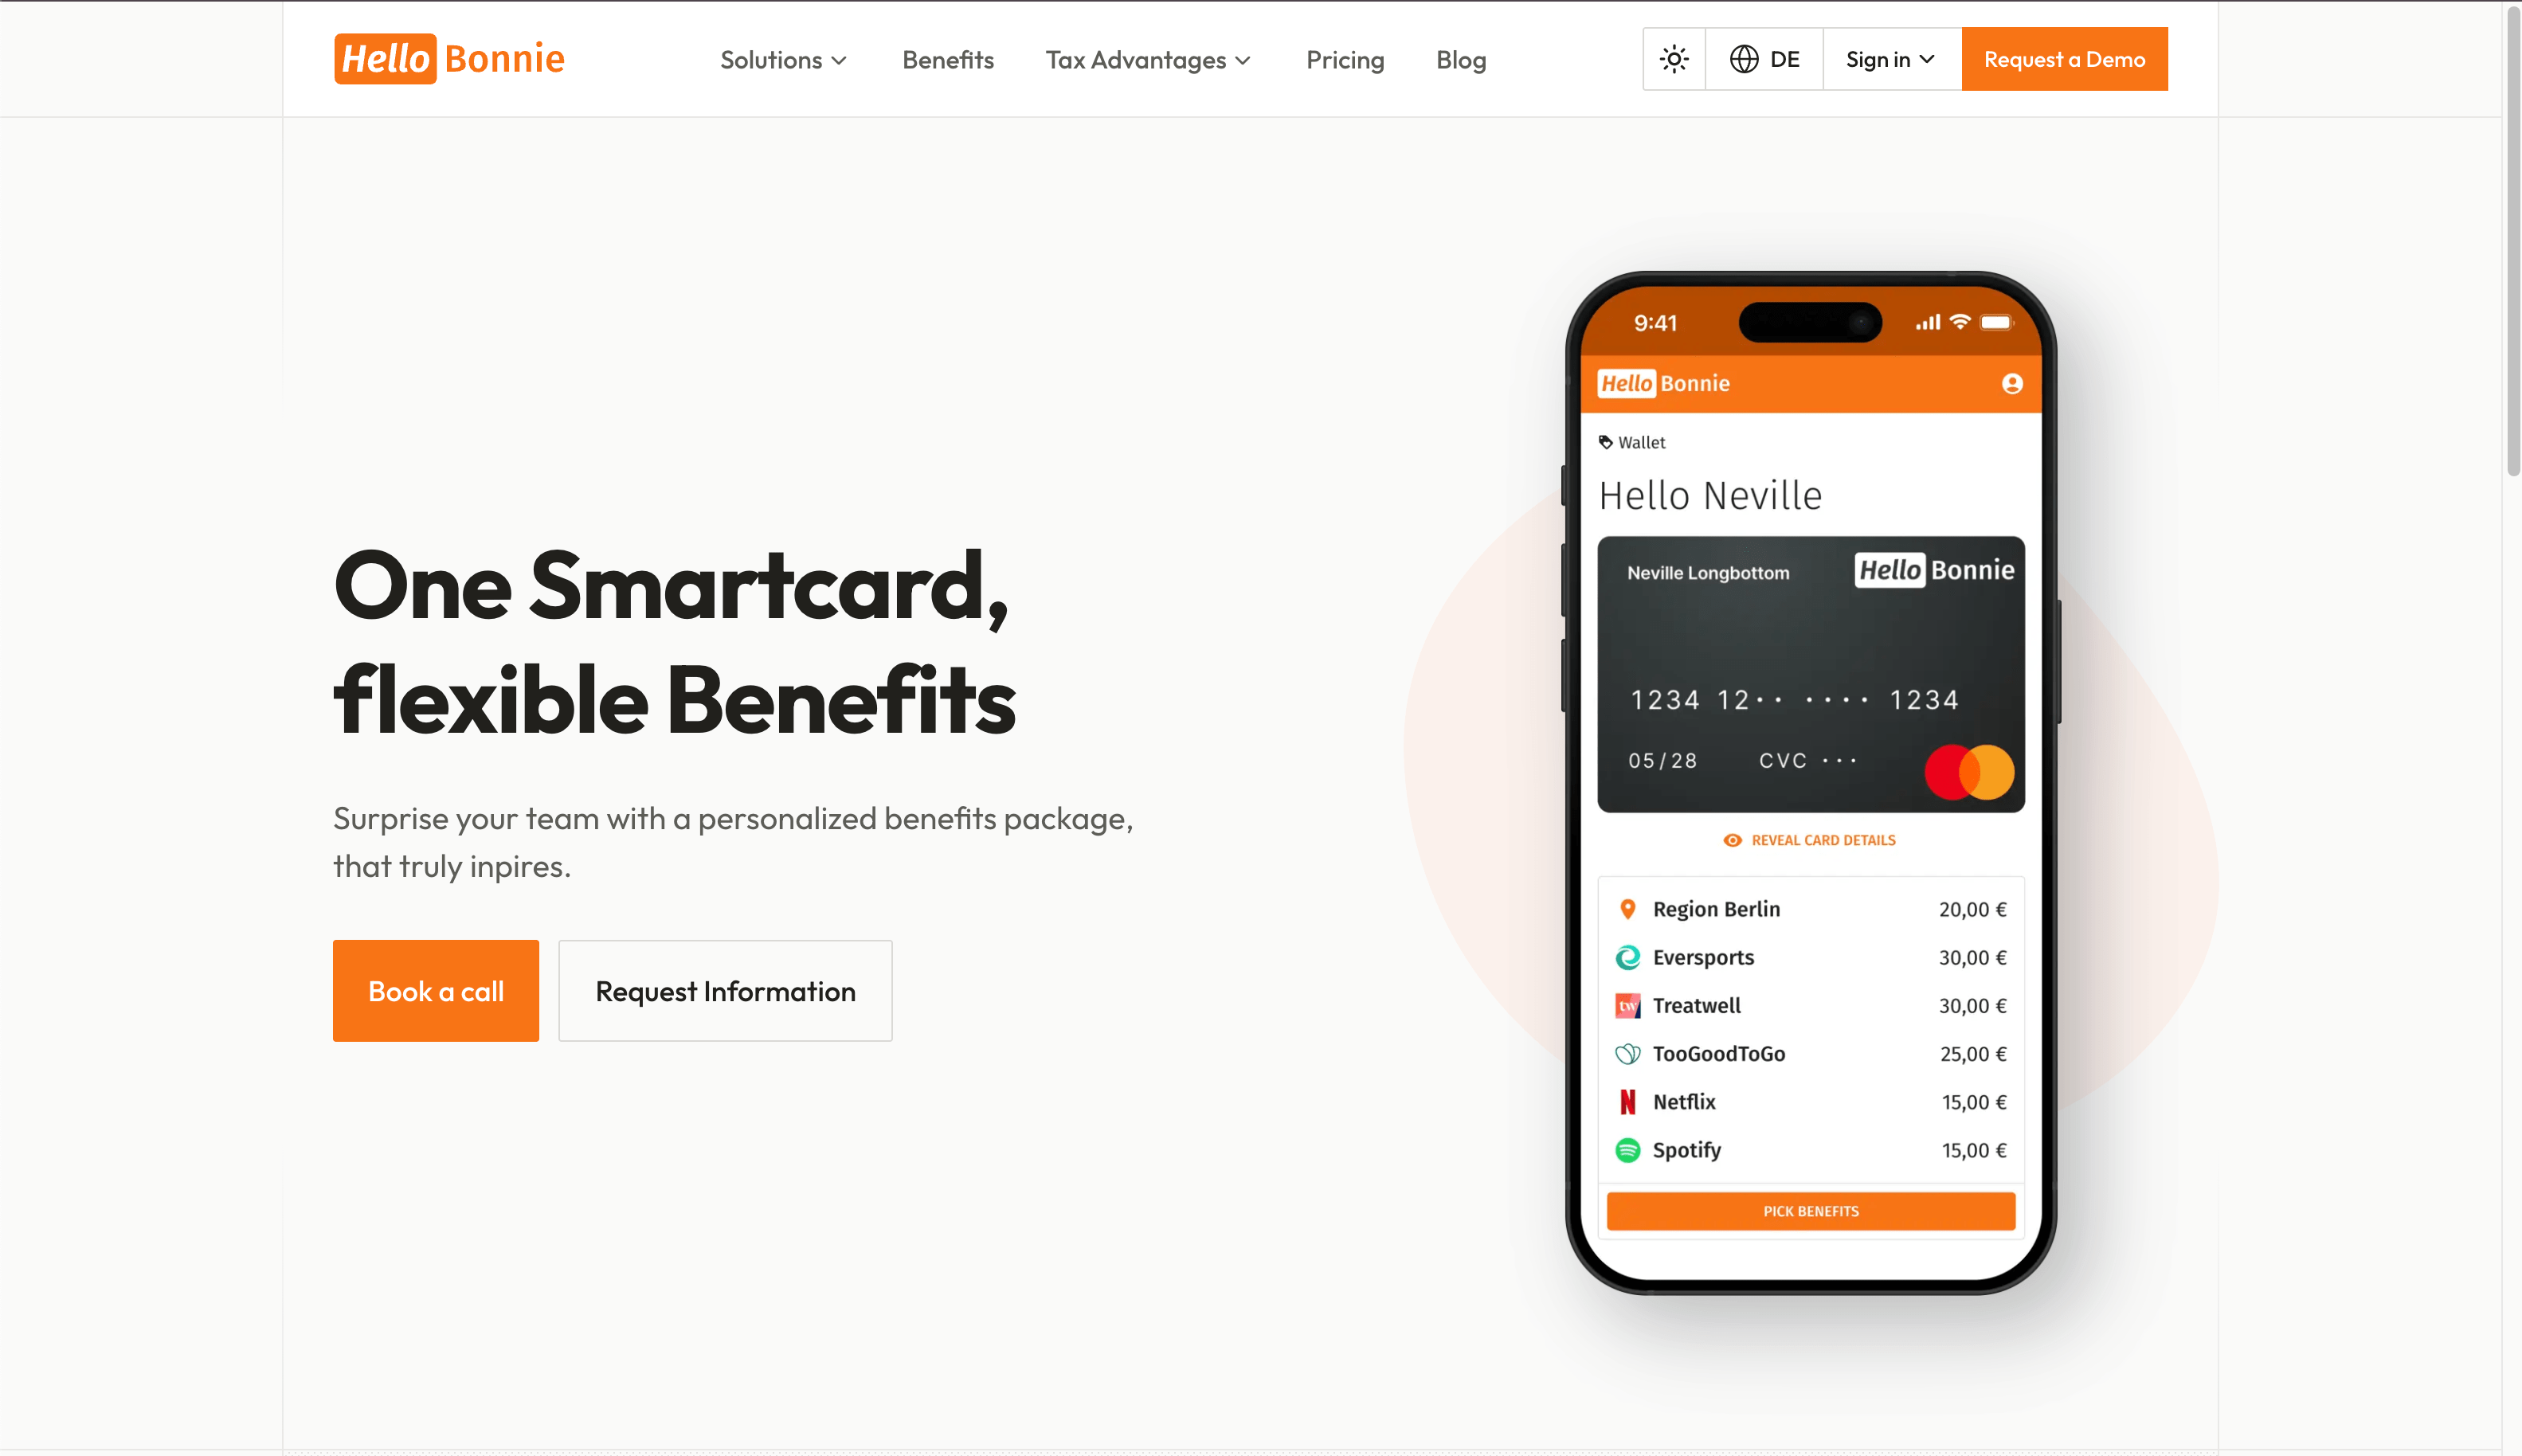 Hello Bonnie
Solutions
Benefits
Tax Advantages
Pricing
Blog
DE
Sign in
Request a Demo
One Smartcard,
flexible Benefits
Surprise your team with a personalized benefits package,
that truly inpires.
Book a call
Request Information
9:41
Hello Bonnie
Wallet
Hello Neville
Neville Longbottom
Hello Bonnie
1234 12·· ···· 1234
05/28 CVC ···
REVEAL CARD DETAILS
Region Berlin 20,00 €
Eversports 30,00 €
tw Treatwell 30,00 €
TooGoodToGo 25,00 €
Netflix 15,00 €
Spotify 15,00 €
PICK BENEFITS